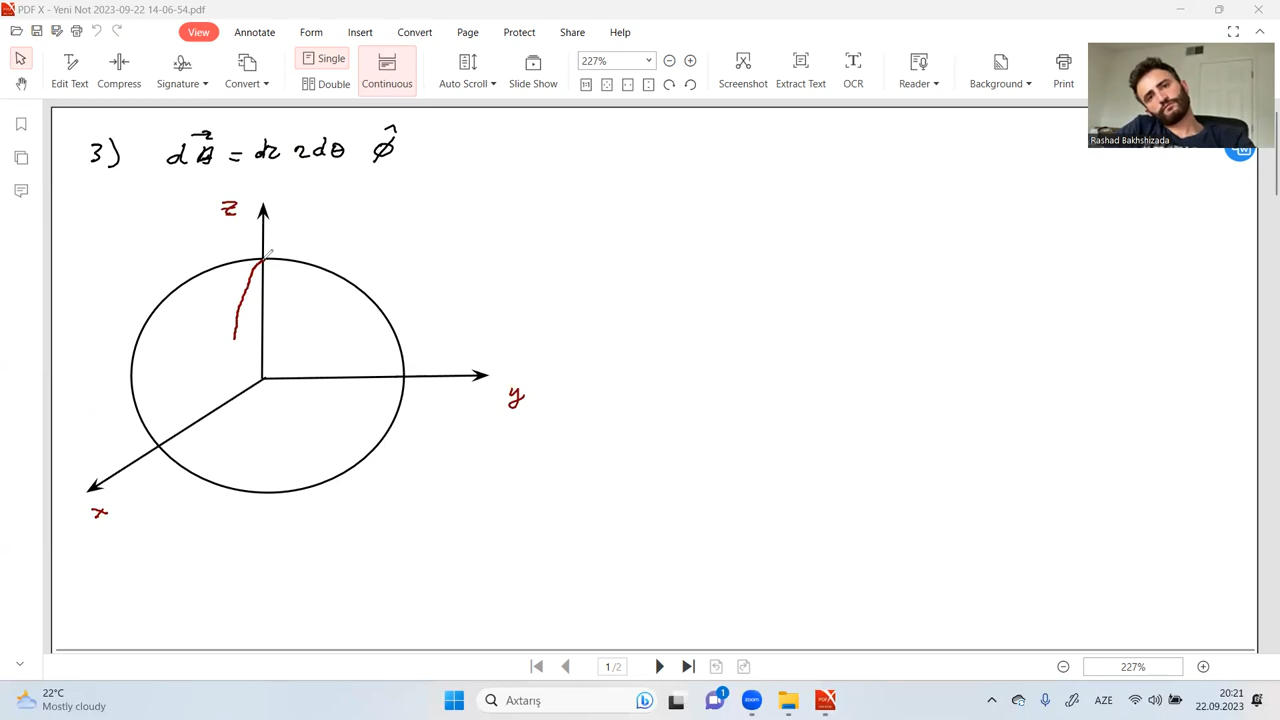 PDF X - Yeni Not 2023-09-22 14-06-54.pdf
View Annotate Form Insert Convert Page Protect Share Help
Edit Text Compress Signature Convert Single Double Continuous Auto Scroll Slide Show 227% Screenshot Extract Text OCR Reader Background Print
Rashad Bakhshizada
3) dA⃗ = dr r dθ ϕ̂
z
y
x
1/2
227%
22°C
Mostly cloudy
Axtarış
1
AZE
20:21
22.09.2023